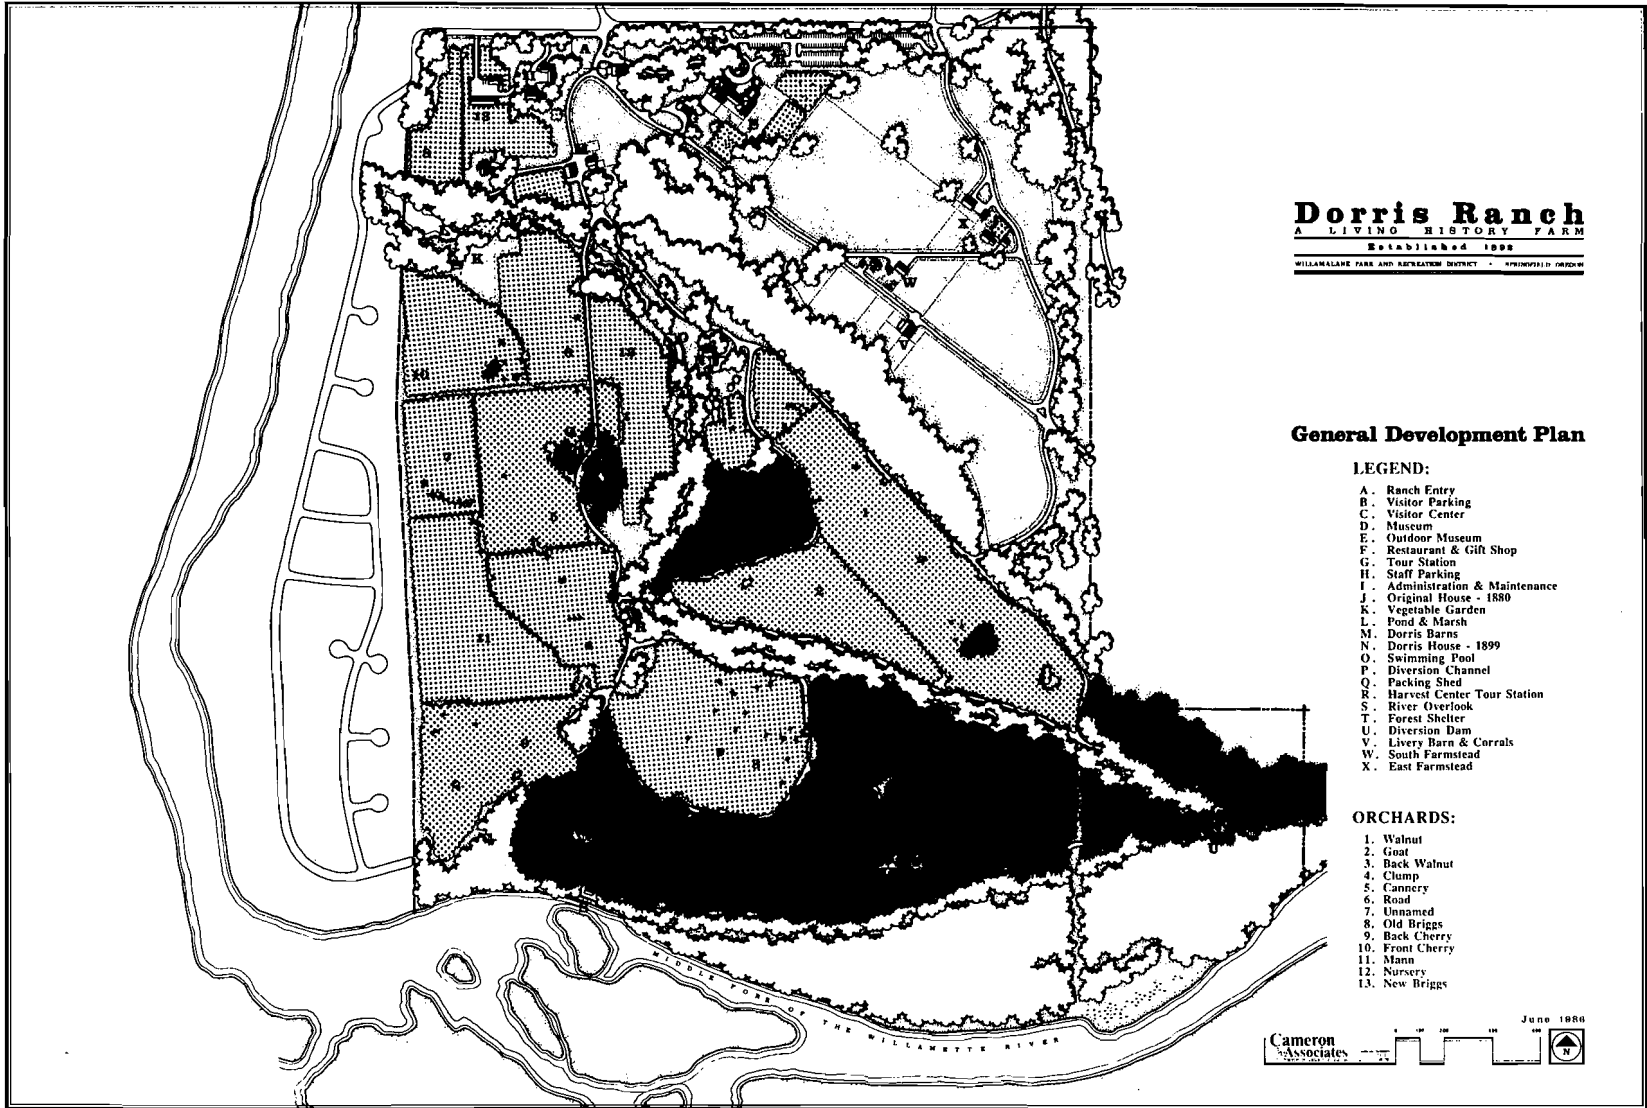 Dorris Ranch
A LIVING HISTORY FARM
Established 1892
WILLAMALANE PARK AND RECREATION DISTRICT • SPRINGFIELD OREGON
General Development Plan
LEGEND:
A. Ranch Entry
B. Visitor Parking
C. Visitor Center
D. Museum
E. Outdoor Museum
F. Restaurant & Gift Shop
G. Tour Station
H. Staff Parking
I. Administration & Maintenance
J. Original House - 1880
K. Vegetable Garden
L. Pond & Marsh
M. Dorris Barns
N. Dorris House - 1899
O. Swimming Pool
P. Diversion Channel
Q. Packing Shed
R. Harvest Center Tour Station
S. River Overlook
T. Forest Shelter
U. Diversion Dam
V. Livery Barn & Corrals
W. South Farmstead
X. East Farmstead
ORCHARDS:
1. Walnut
2. Goat
3. Back Walnut
4. Clump
5. Cannery
6. Road
7. Unnamed
8. Old Briggs
9. Back Cherry
10. Front Cherry
11. Mann
12. Nursery
13. New Briggs
June 1986
Cameron
Associates
N
A
K
X
W
V
R
U
10
11
MIDDLE FORK OF THE WILLAMETTE RIVER